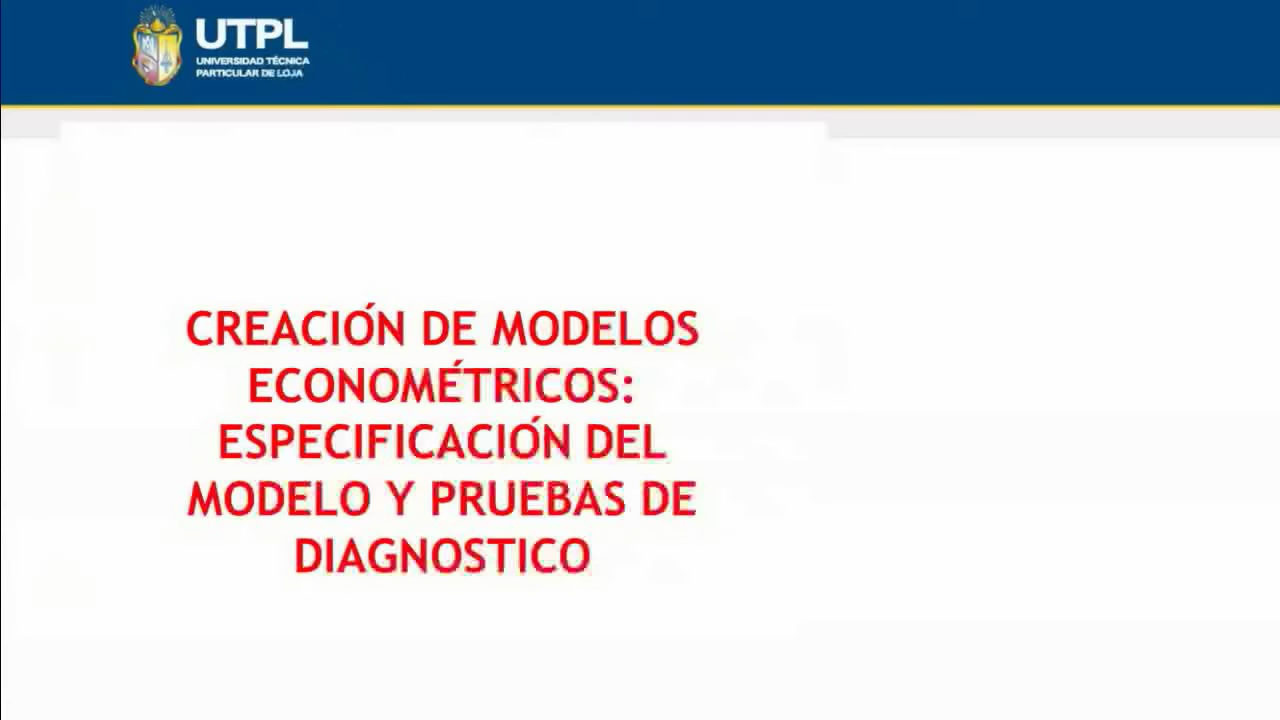 UTPL
UNIVERSIDAD TÉCNICA
PARTICULAR DE LOJA
CREACIÓN DE MODELOS
ECONOMÉTRICOS:
ESPECIFICACIÓN DEL
MODELO Y PRUEBAS DE
DIAGNOSTICO